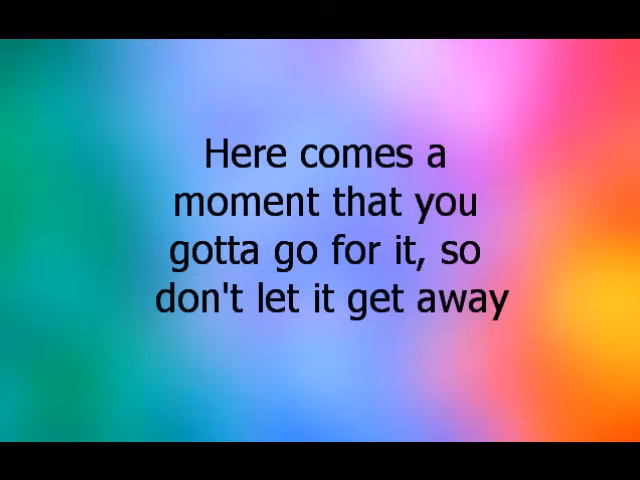 Here comes a
moment that you
gotta go for it, so
don't let it get away